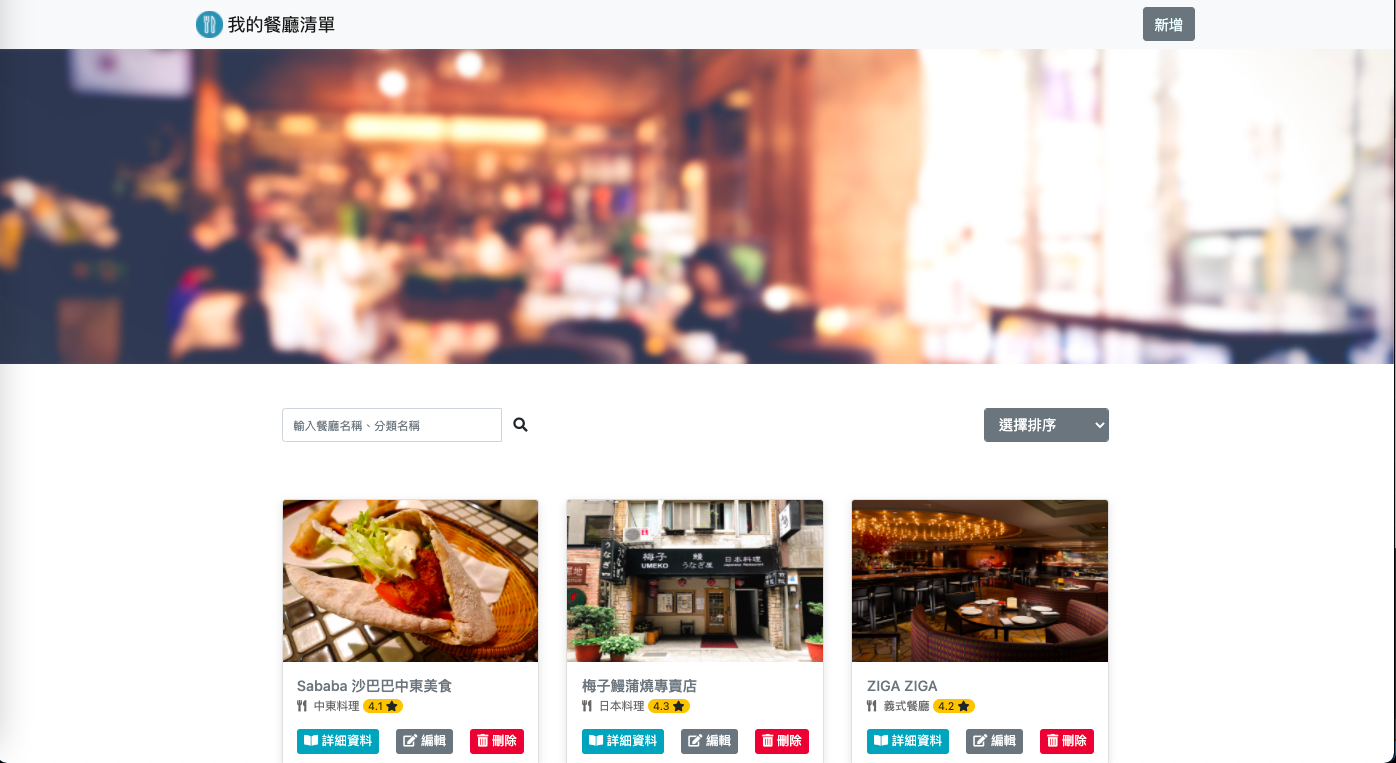 我的餐廳清單
新增
輸入餐廳名稱、分類名稱
選擇排序
梅子 鰻 日本料理
UMEKO うなぎ屋 Japanese Restaurant
うなぎ
Sababa 沙巴巴中東美食
中東料理 4.1
詳細資料 編輯 刪除
梅子鰻蒲燒專賣店
日本料理 4.3
詳細資料 編輯 刪除
ZIGA ZIGA
義式餐廳 4.2
詳細資料 編輯 刪除